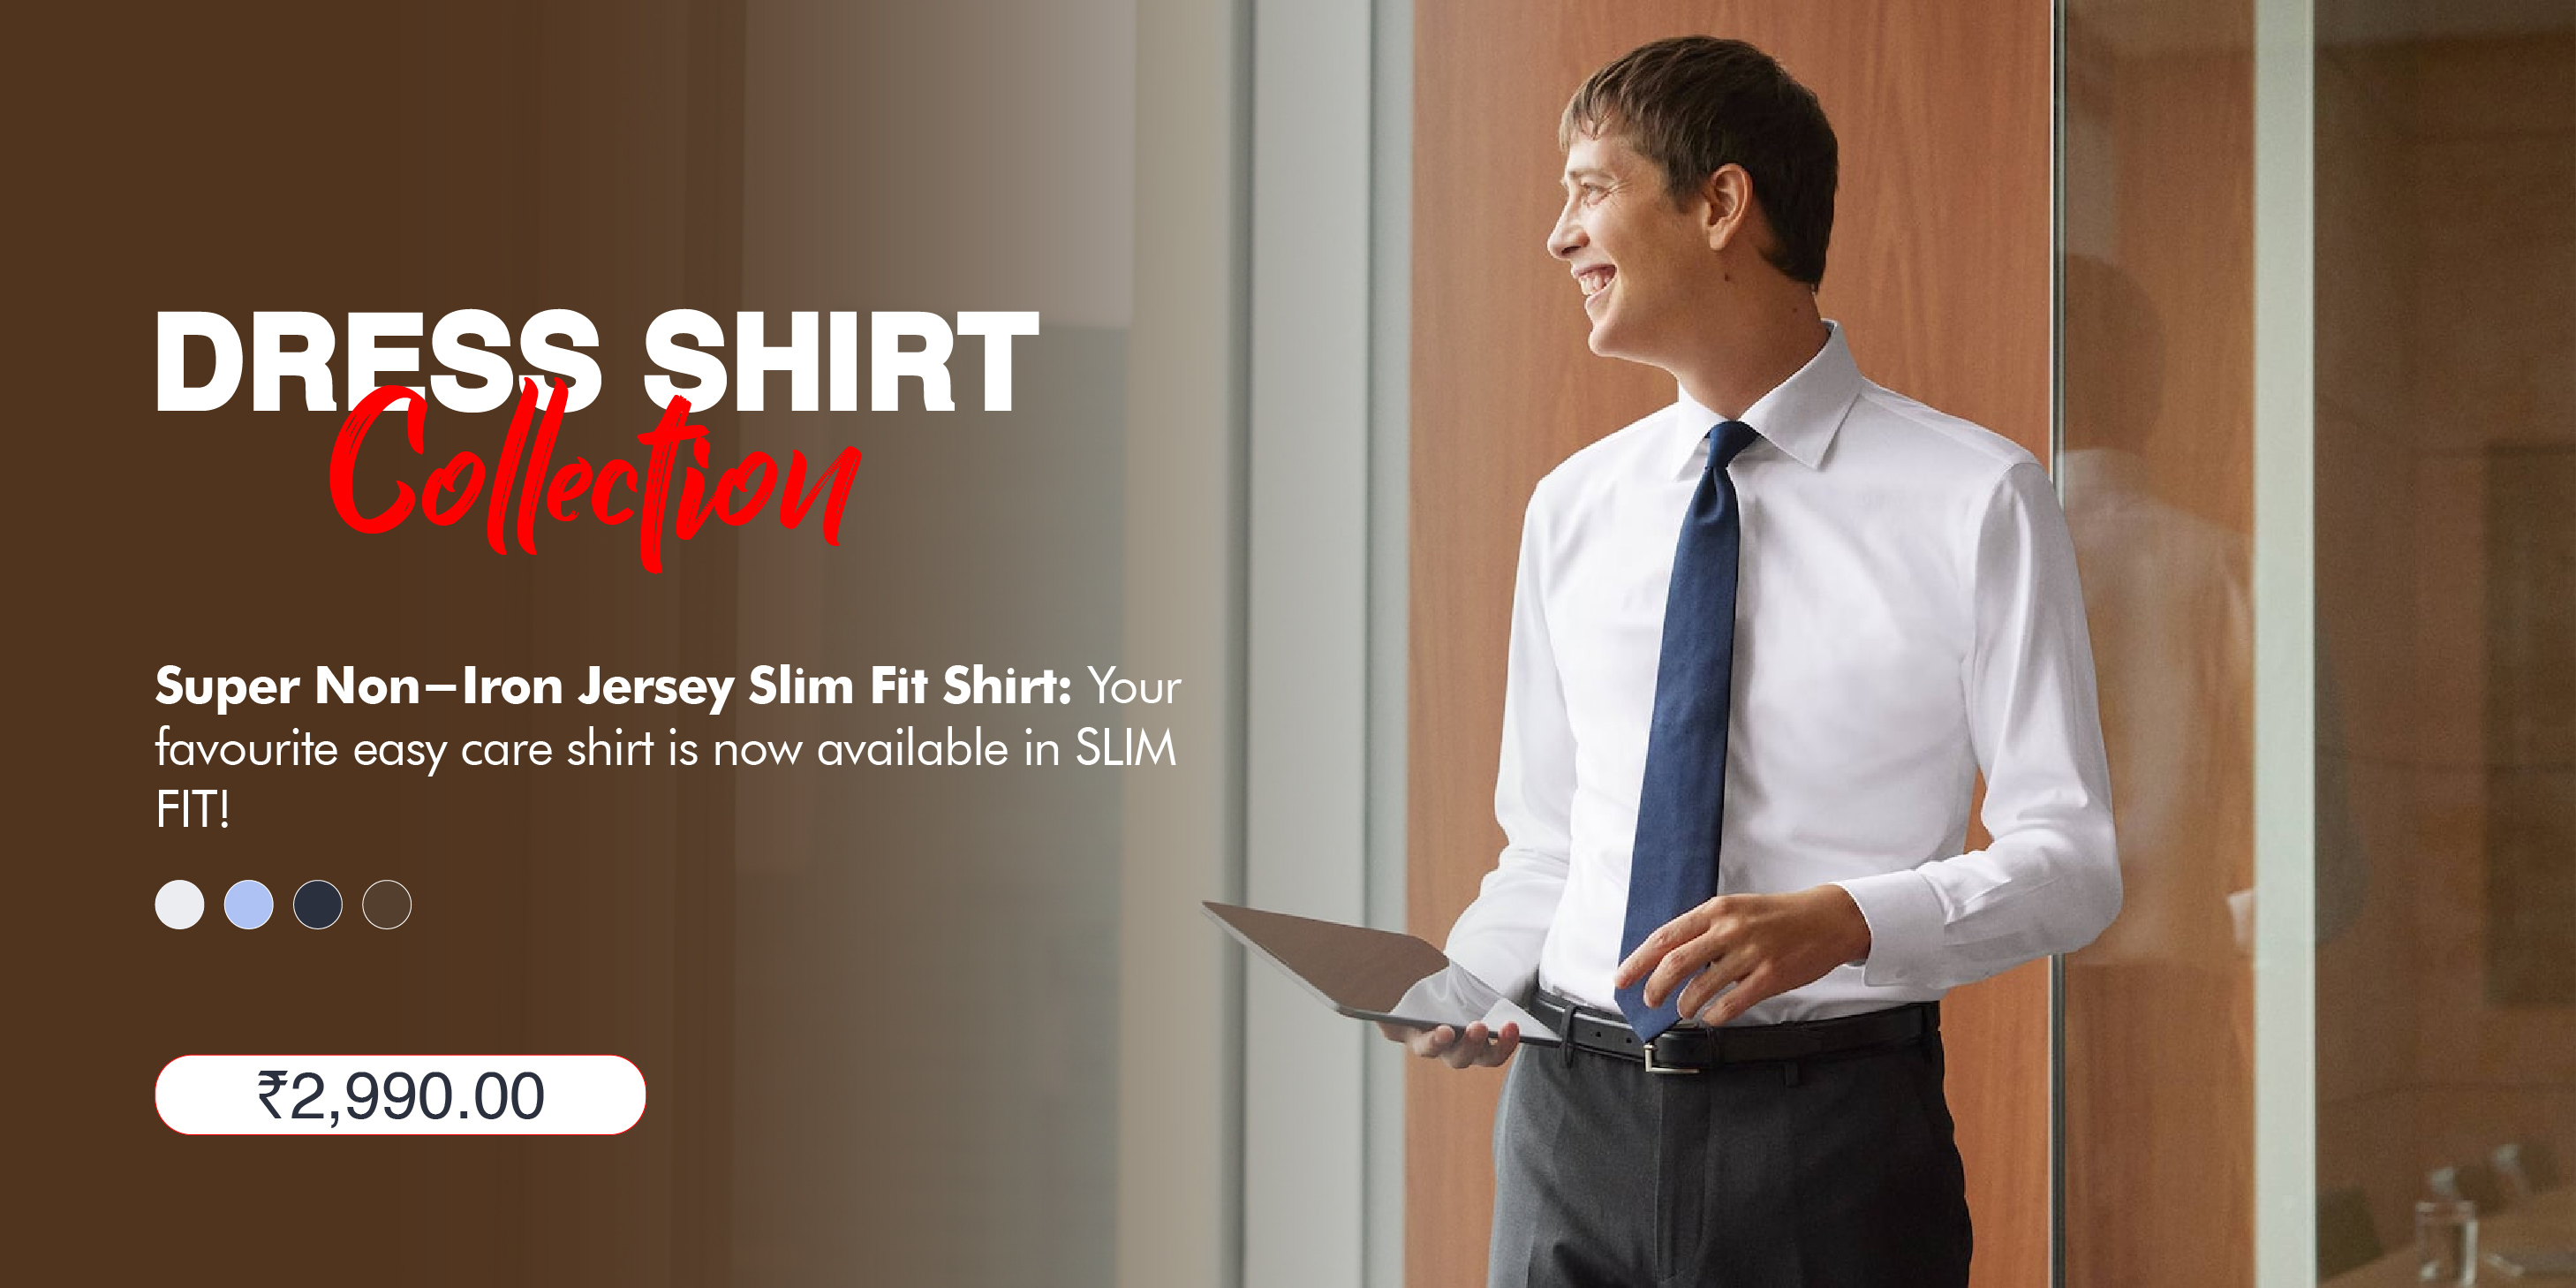 DRESS SHIRT
Collection
Super Non–Iron Jersey Slim Fit Shirt: Your
favourite easy care shirt is now available in SLIM
FIT!
₹2,990.00